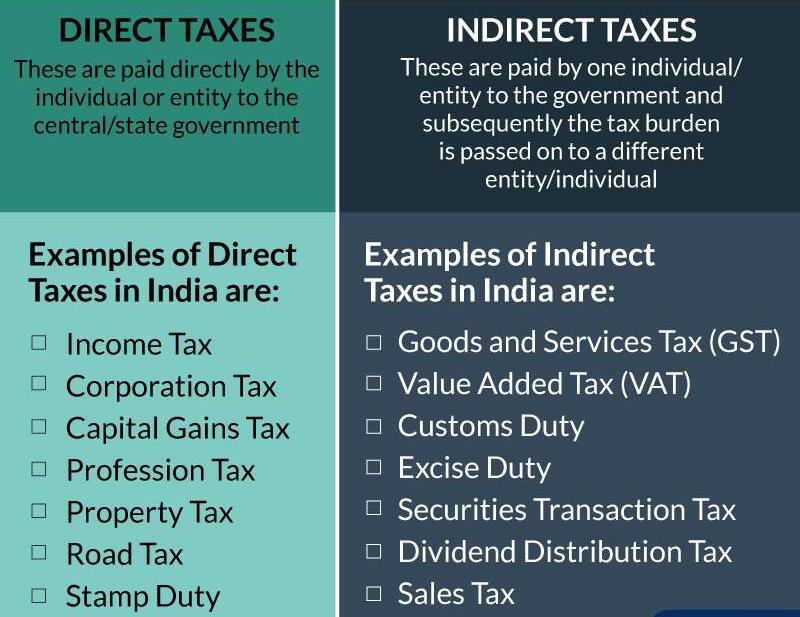 DIRECT TAXES
These are paid directly by the
individual or entity to the
central/state government
Examples of Direct
Taxes in India are:
Income Tax
Corporation Tax
Capital Gains Tax
Profession Tax
Property Tax
Road Tax
Stamp Duty
INDIRECT TAXES
These are paid by one individual/
entity to the government and
subsequently the tax burden
is passed on to a different
entity/individual
Examples of Indirect
Taxes in India are:
Goods and Services Tax (GST)
Value Added Tax (VAT)
Customs Duty
Excise Duty
Securities Transaction Tax
Dividend Distribution Tax
Sales Tax